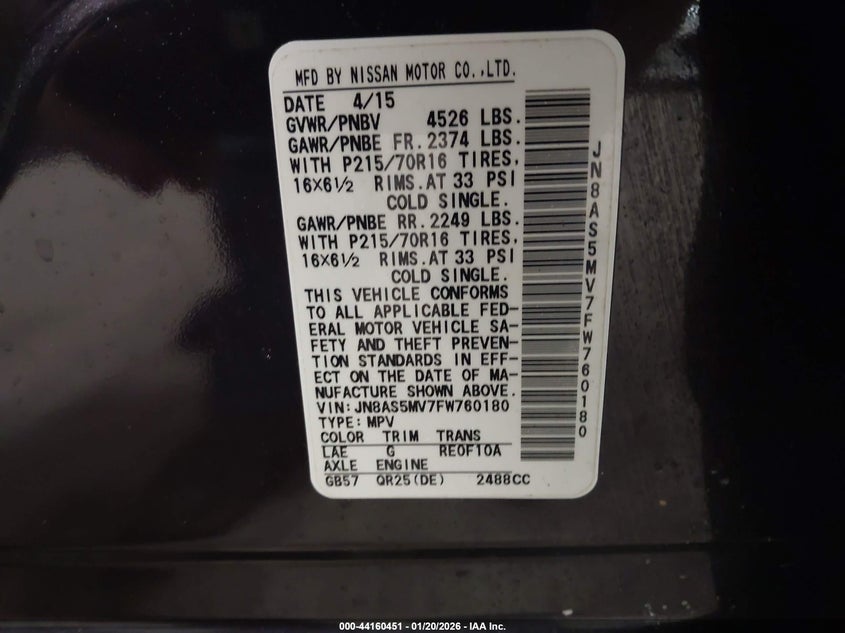 MFD BY NISSAN MOTOR CO.,LTD.
DATE 4/15
GVWR/PNBV 4526 LBS.
GAWR/PNBE FR.2374 LBS.
WITH P215/70R16 TIRES,
16X6½ RIMS.AT 33 PSI
COLD SINGLE.
GAWR/PNBE RR.2249 LBS.
WITH P215/70R16 TIRES,
16X6½ RIMS.AT 33 PSI
COLD SINGLE.
THIS VEHICLE CONFORMS
TO ALL APPLICABLE FED-
ERAL MOTOR VEHICLE SA-
FETY AND THEFT PREVEN-
TION STANDARDS IN EFF-
ECT ON THE DATE OF MA-
NUFACTURE SHOWN ABOVE.
VIN:JN8AS5MV7FW760180
TYPE:MPV
COLOR TRIM TRANS
LAE G RE0F10A
AXLE ENGINE
GB57 QR25(DE) 2488CC
JN8AS5MV7FW760180
000-44160451 - 01/20/2026 - IAA Inc.